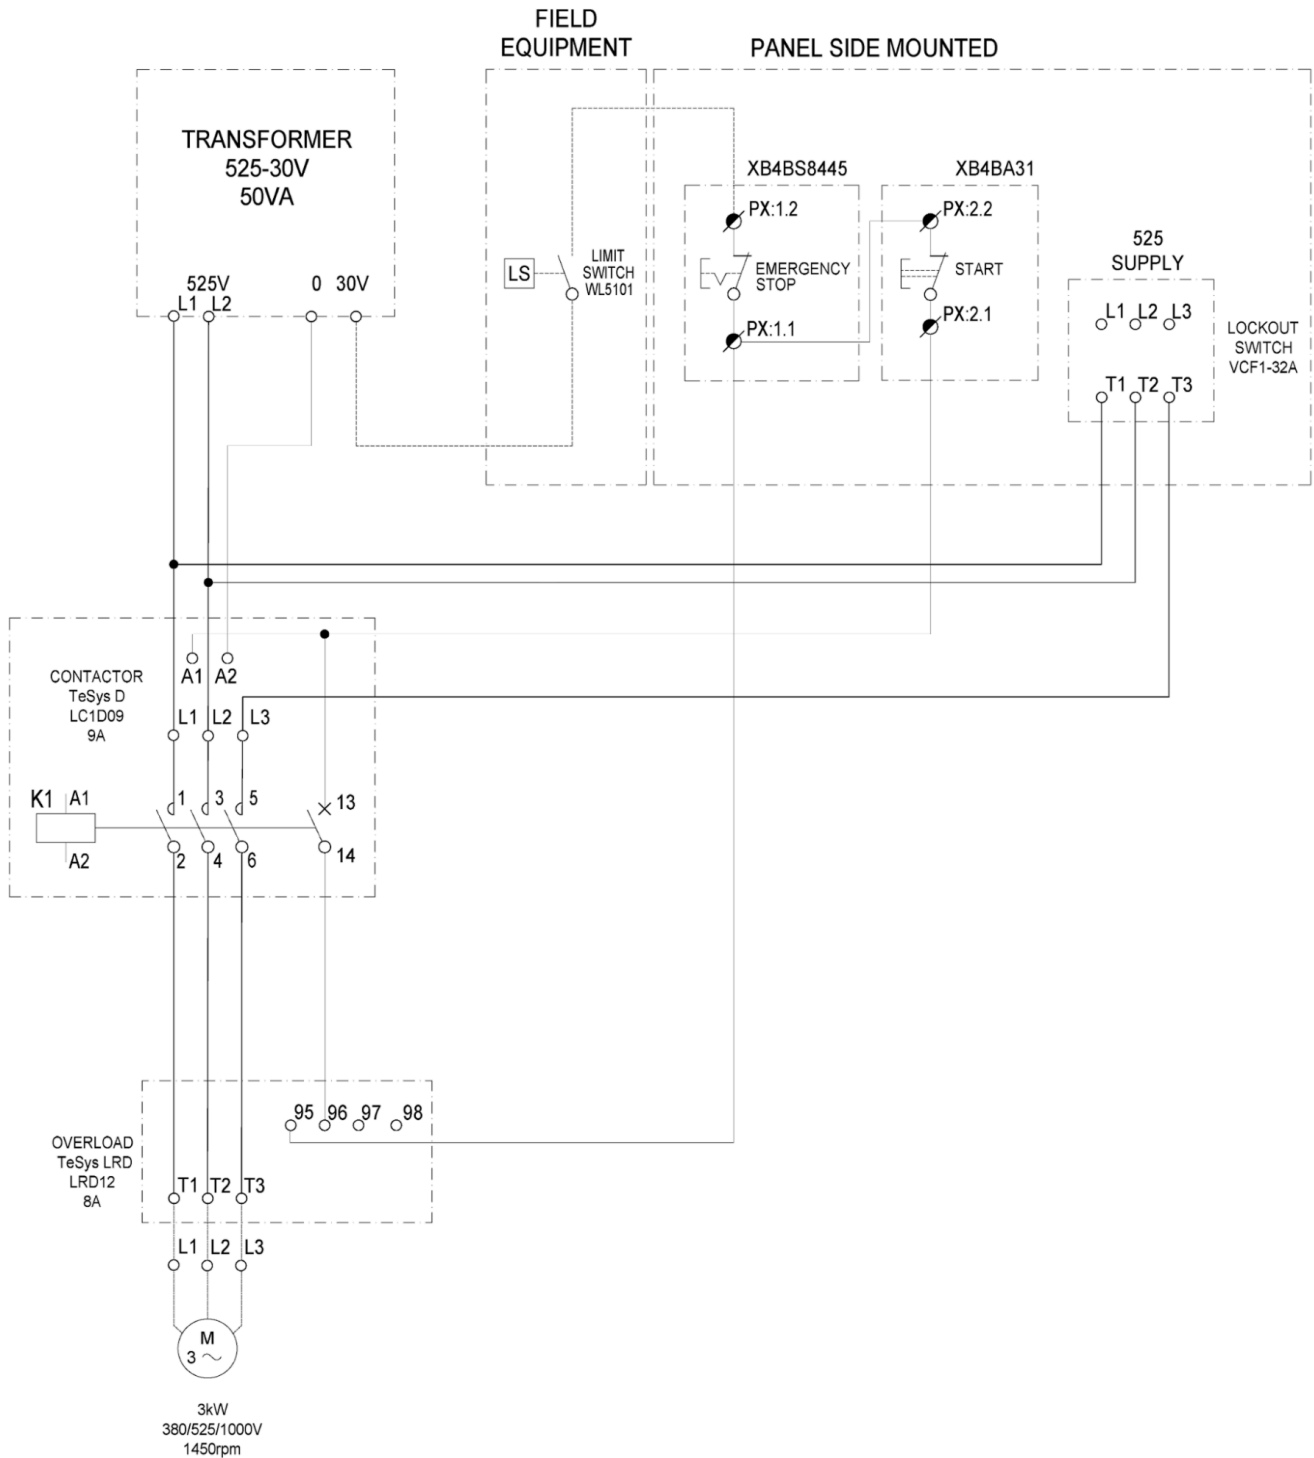 FIELD
EQUIPMENT
PANEL SIDE MOUNTED
TRANSFORMER
525-30V
50VA
525V
L1 L2
0 30V
LS
LIMIT
SWITCH
WL5101
XB4BS8445
PX:1.2
EMERGENCY
STOP
PX:1.1
XB4BA31
PX:2.2
START
PX:2.1
525
SUPPLY
L1 L2 L3
T1 T2 T3
LOCKOUT
SWITCH
VCF1-32A
CONTACTOR
TeSys D
LC1D09
9A
A1 A2
L1 L2 L3
K1 A1
A2
1 3 5 13
2 4 6 14
OVERLOAD
TeSys LRD
LRD12
8A
95 96 97 98
T1 T2 T3
L1 L2 L3
M
3
3kW
380/525/1000V
1450rpm